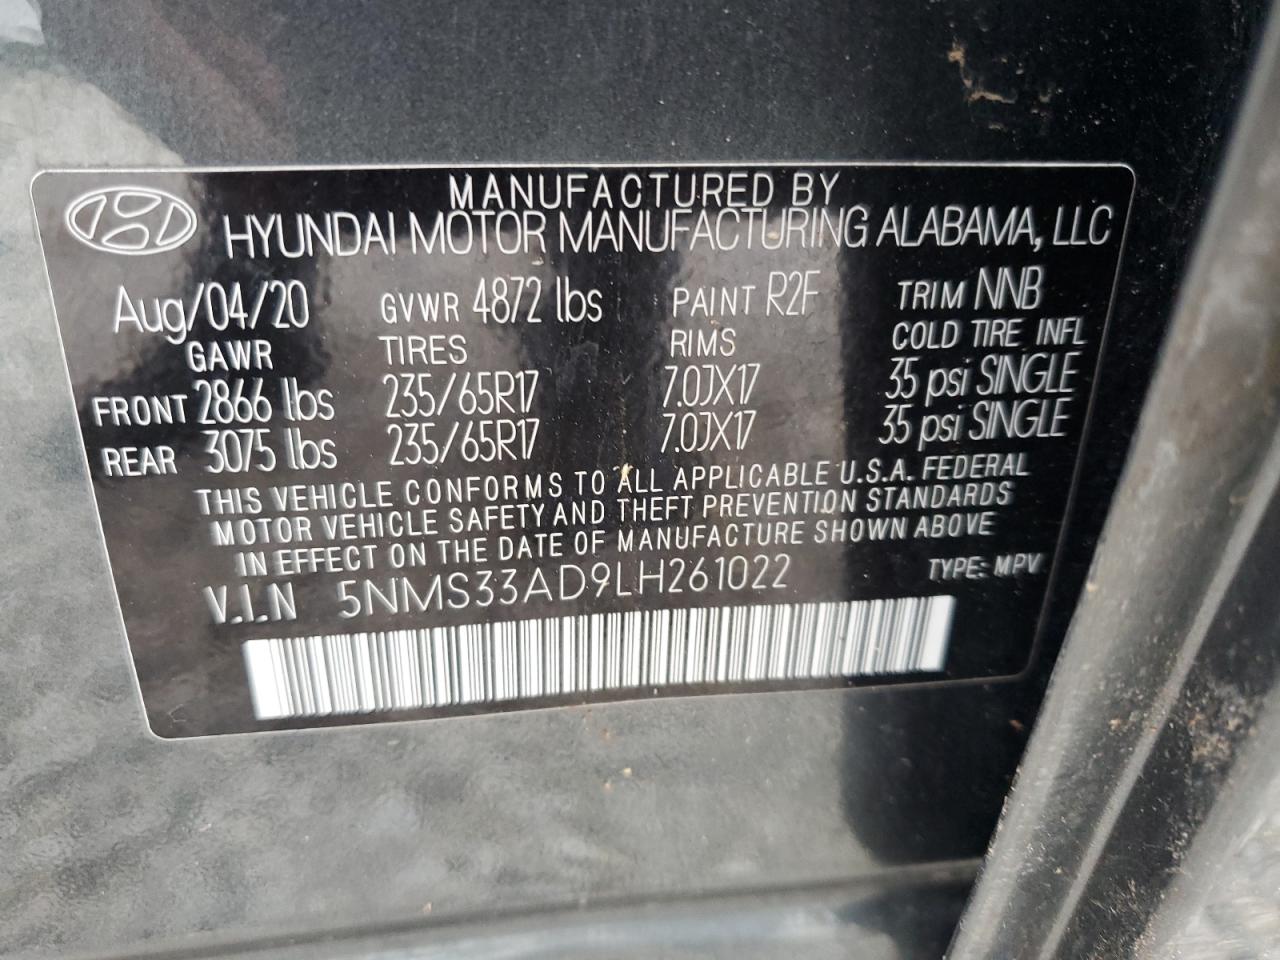 MANUFACTURED BY
HYUNDAI MOTOR MANUFACTURING ALABAMA, LLC
Aug/04/20 GVWR 4872 lbs PAINT R2F TRIM NNB
GAWR TIRES RIMS COLD TIRE INFL
FRONT 2866 lbs 235/65R17 7.0JX17 35 psi SINGLE
REAR 3075 lbs 235/65R17 7.0JX17 35 psi SINGLE
THIS VEHICLE CONFORMS TO ALL APPLICABLE U.S.A. FEDERAL
MOTOR VEHICLE SAFETY AND THEFT PREVENTION STANDARDS
IN EFFECT ON THE DATE OF MANUFACTURE SHOWN ABOVE
V.I.N 5NMS33AD9LH261022 TYPE: MPV